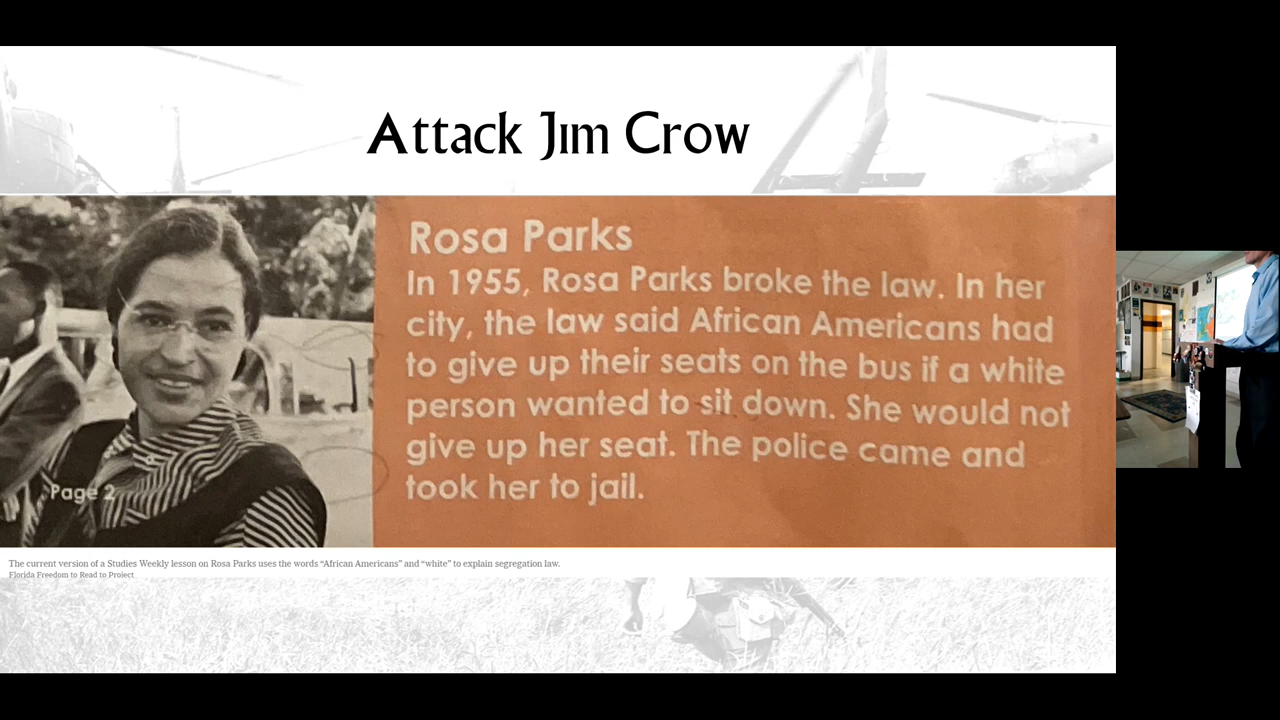 Attack Jim Crow
Rosa Parks
In 1955, Rosa Parks broke the law. In her
city, the law said African Americans had
to give up their seats on the bus if a white
person wanted to sit down. She would not
give up her seat. The police came and
took her to jail.
Page 2
The current version of a Studies Weekly lesson on Rosa Parks uses the words “African Americans” and “white” to explain segregation law.
Florida Freedom to Read to Project